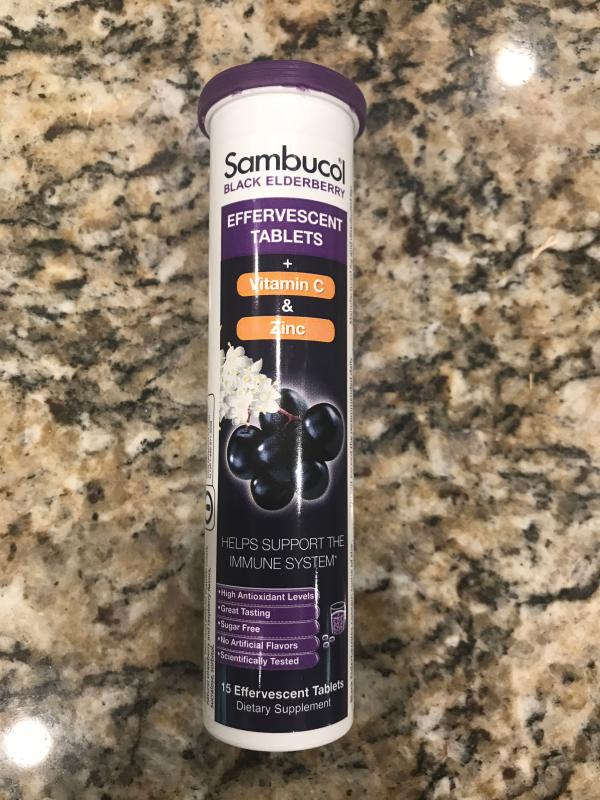 Sambucol
BLACK ELDERBERRY
EFFERVESCENT
TABLETS
+
Vitamin C
&
Zinc
HELPS SUPPORT THE
IMMUNE SYSTEM*
•High Antioxidant Levels
•Great Tasting
•Sugar Free
•No Artificial Flavors
•Scientifically Tested
15 Effervescent Tablets
Dietary Supplement